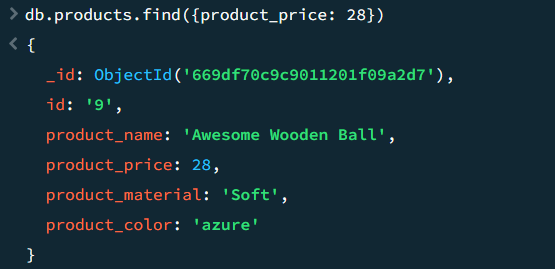 > db.products.find({product_price: 28})
< {
_id: ObjectId('669df70c9c9011201f09a2d7'),
id: '9',
product_name: 'Awesome Wooden Ball',
product_price: 28,
product_material: 'Soft',
product_color: 'azure'
}